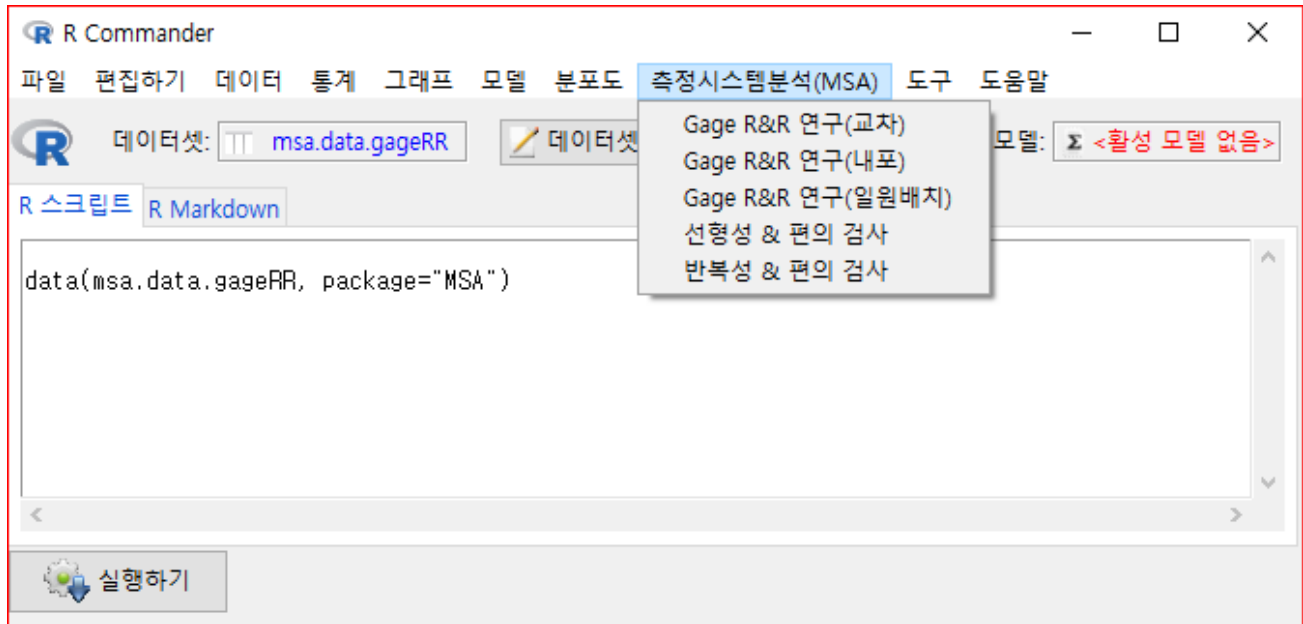 R Commander
파일 편집하기 데이터 통계 그래프 모델 분포도 측정시스템분석(MSA) 도구 도움말
데이터셋: msa.data.gageRR 데이터셋 모델: Σ <활성 모델 없음>
Gage R&R 연구(교차)
Gage R&R 연구(내포)
Gage R&R 연구(일원배치)
선형성 & 편의 검사
반복성 & 편의 검사
R 스크립트 R Markdown
data(msa.data.gageRR, package="MSA")
실행하기